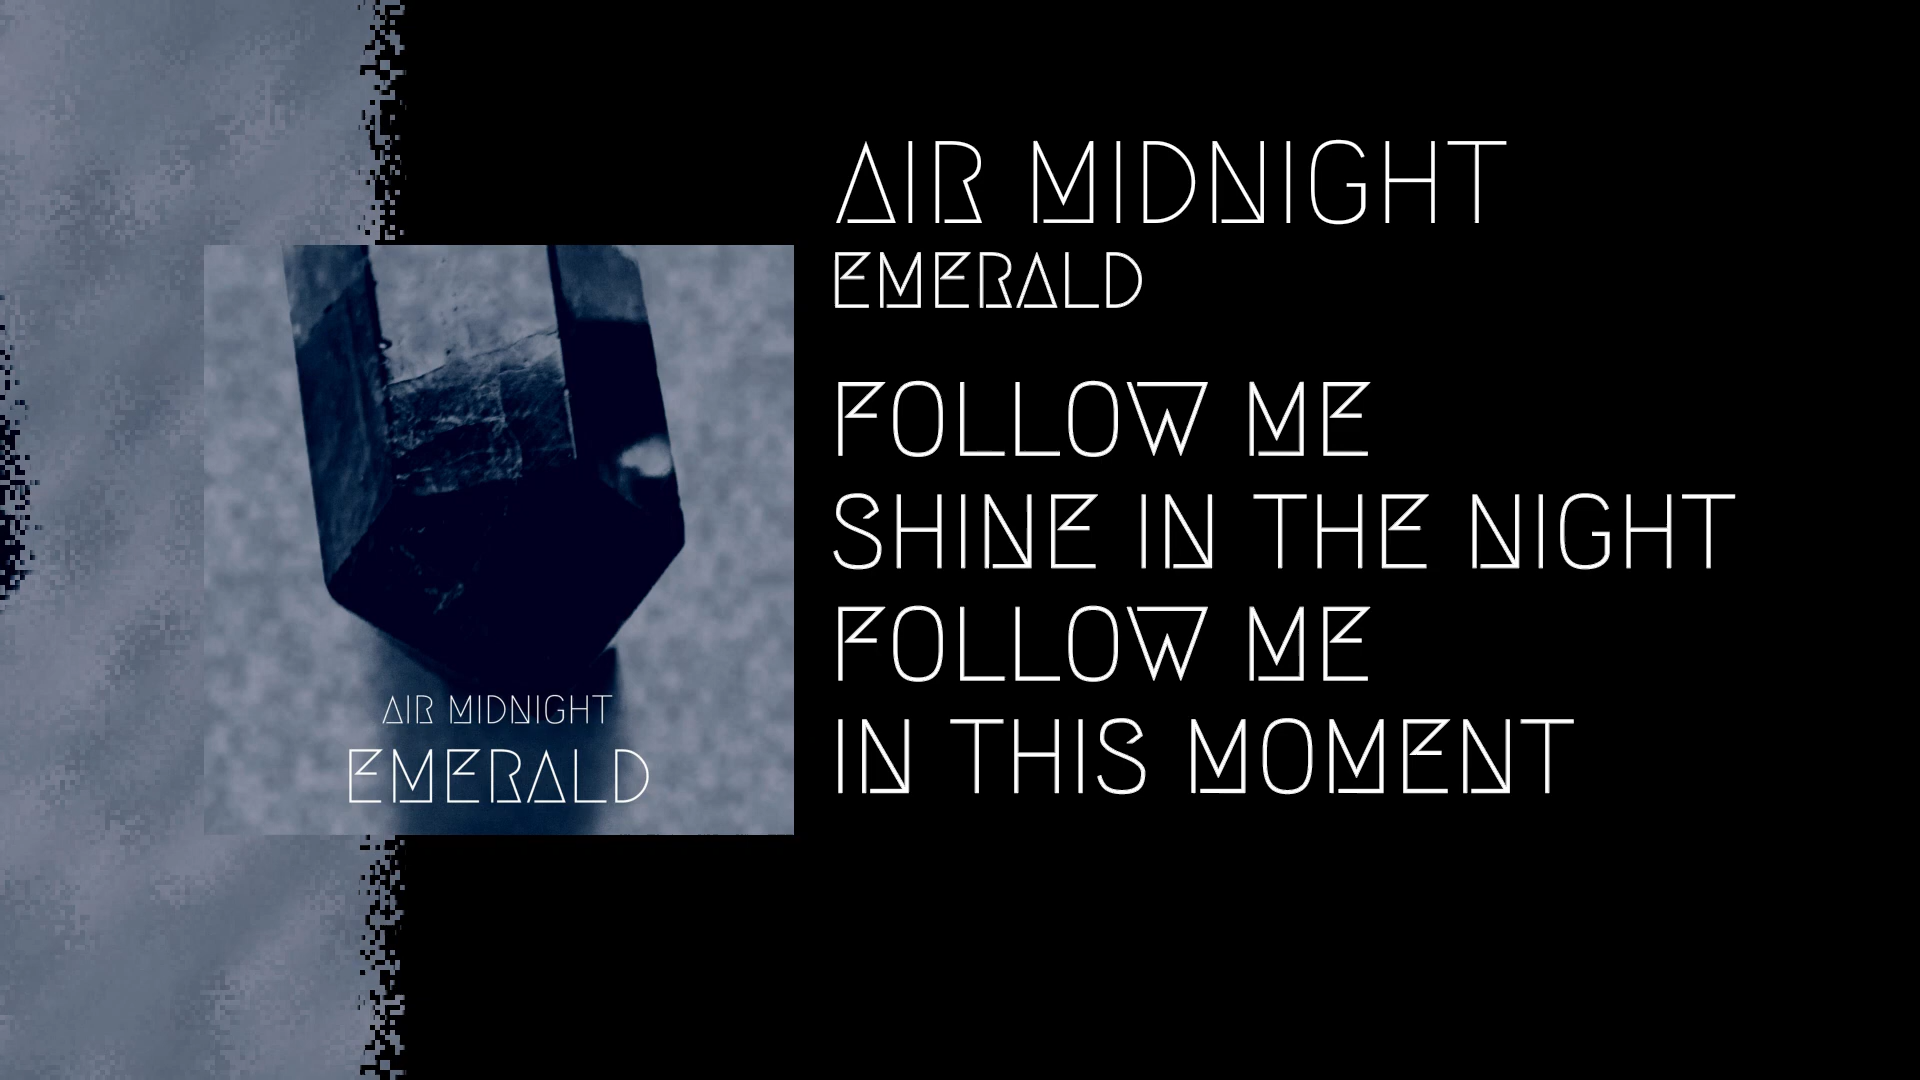 AIR MIDNIGHT
EMERALD
FOLLOW ME
SHINE IN THE NIGHT
FOLLOW ME
IN THIS MOMENT
AIR MIDNIGHT
EMERALD